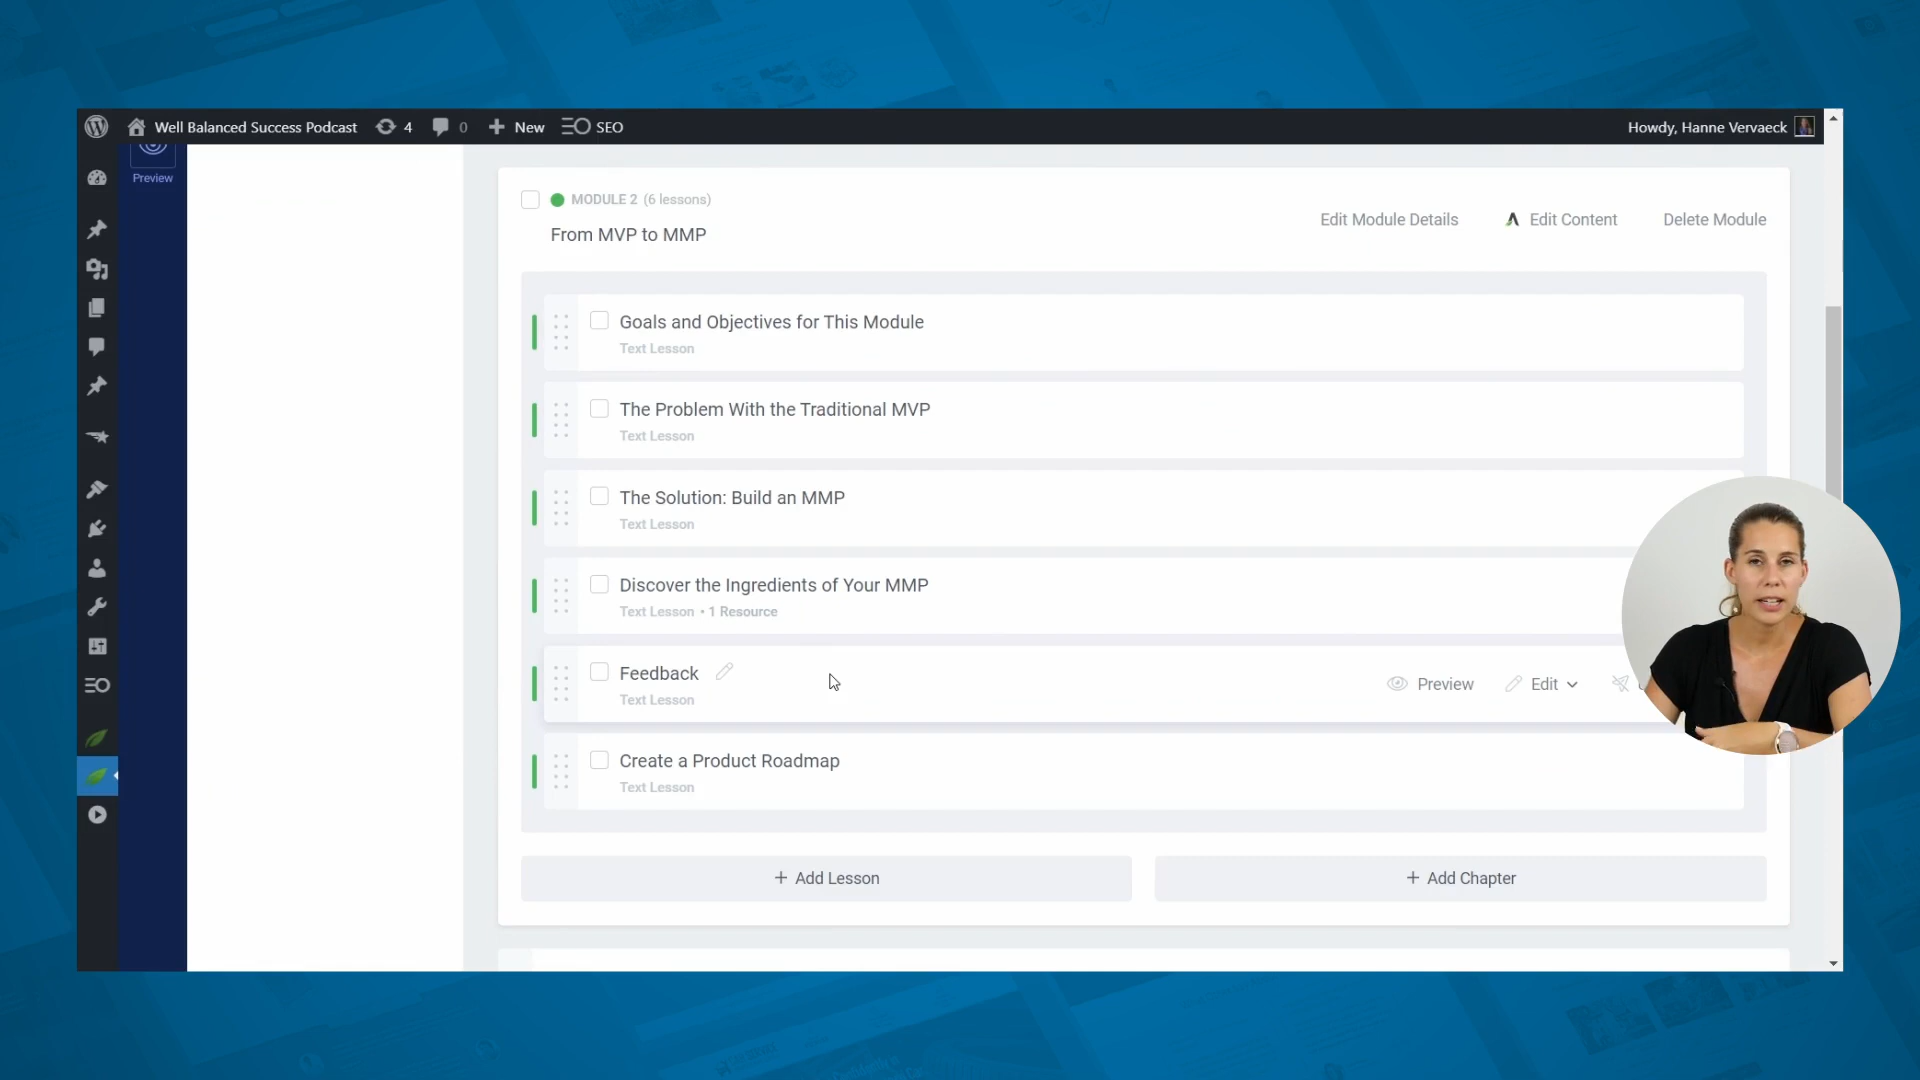 Well Balanced Success Podcast 4 0 New SEO Howdy, Hanne Vervaeck
Preview
MODULE 2 (6 lessons)
From MVP to MMP
Edit Module Details Edit Content Delete Module
Goals and Objectives for This Module
Text Lesson
The Problem With the Traditional MVP
Text Lesson
The Solution: Build an MMP
Text Lesson
Discover the Ingredients of Your MMP
Text Lesson • 1 Resource
Feedback
Text Lesson
Preview Edit
Create a Product Roadmap
Text Lesson
+ Add Lesson
+ Add Chapter